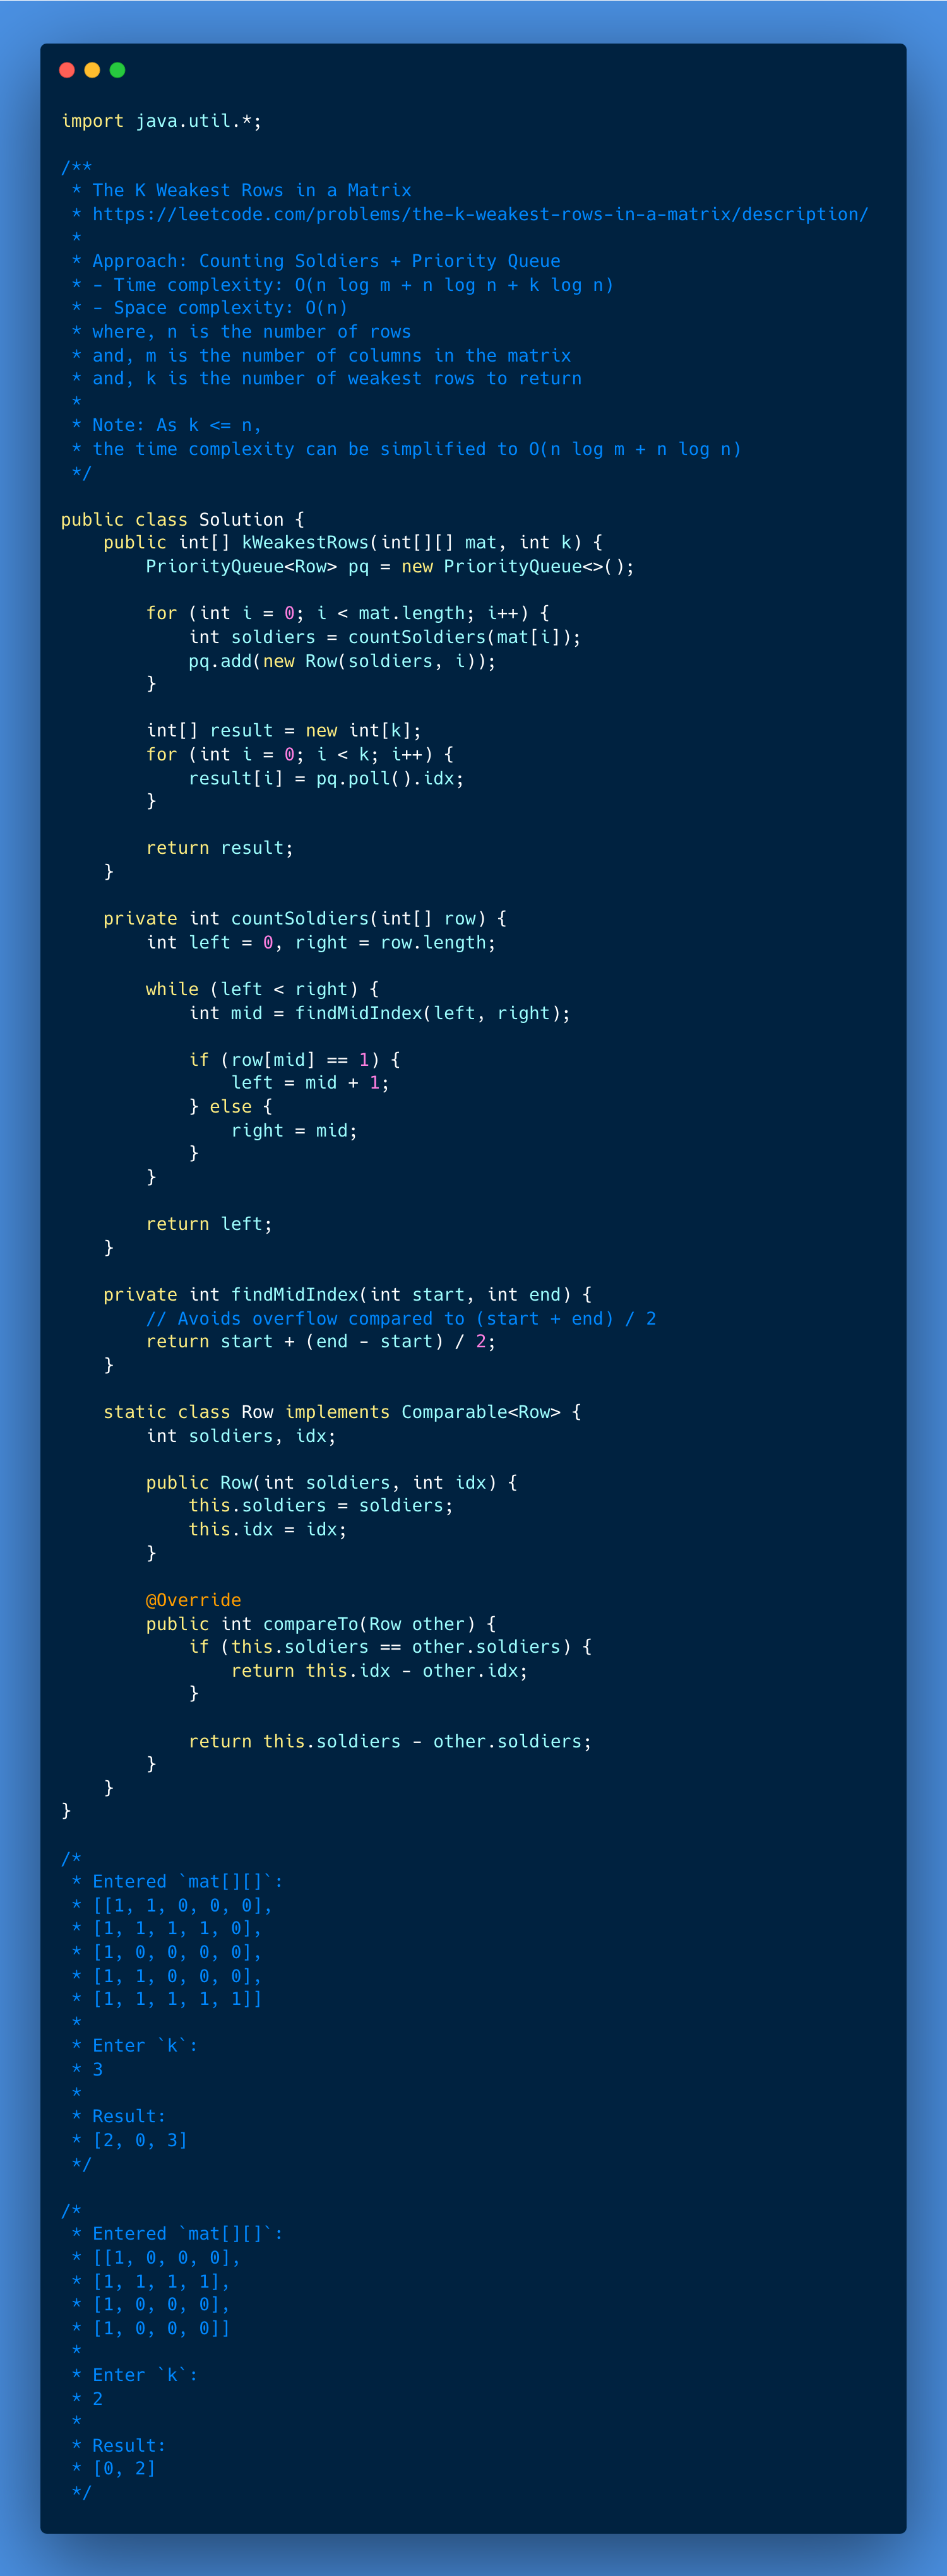 import java.util.*;

/**
 * The K Weakest Rows in a Matrix
 * https://leetcode.com/problems/the-k-weakest-rows-in-a-matrix/description/
 *
 * Approach: Counting Soldiers + Priority Queue
 * - Time complexity: O(n log m + n log n + k log n)
 * - Space complexity: O(n)
 * where, n is the number of rows
 * and, m is the number of columns in the matrix
 * and, k is the number of weakest rows to return
 *
 * Note: As k <= n,
 * the time complexity can be simplified to O(n log m + n log n)
 */

public class Solution {
    public int[] kWeakestRows(int[][] mat, int k) {
        PriorityQueue<Row> pq = new PriorityQueue<>();

        for (int i = 0; i < mat.length; i++) {
            int soldiers = countSoldiers(mat[i]);
            pq.add(new Row(soldiers, i));
        }

        int[] result = new int[k];
        for (int i = 0; i < k; i++) {
            result[i] = pq.poll().idx;
        }

        return result;
    }

    private int countSoldiers(int[] row) {
        int left = 0, right = row.length;

        while (left < right) {
            int mid = findMidIndex(left, right);

            if (row[mid] == 1) {
                left = mid + 1;
            } else {
                right = mid;
            }
        }

        return left;
    }

    private int findMidIndex(int start, int end) {
        // Avoids overflow compared to (start + end) / 2
        return start + (end - start) / 2;
    }

    static class Row implements Comparable<Row> {
        int soldiers, idx;

        public Row(int soldiers, int idx) {
            this.soldiers = soldiers;
            this.idx = idx;
        }

        @Override
        public int compareTo(Row other) {
            if (this.soldiers == other.soldiers) {
                return this.idx - other.idx;
            }

            return this.soldiers - other.soldiers;
        }
    }
}

/*
 * Entered `mat[][]`:
 * [[1, 1, 0, 0, 0],
 * [1, 1, 1, 1, 0],
 * [1, 0, 0, 0, 0],
 * [1, 1, 0, 0, 0],
 * [1, 1, 1, 1, 1]]
 *
 * Enter `k`:
 * 3
 *
 * Result:
 * [2, 0, 3]
 */

/*
 * Entered `mat[][]`:
 * [[1, 0, 0, 0],
 * [1, 1, 1, 1],
 * [1, 0, 0, 0],
 * [1, 0, 0, 0]]
 *
 * Enter `k`:
 * 2
 *
 * Result:
 * [0, 2]
 */